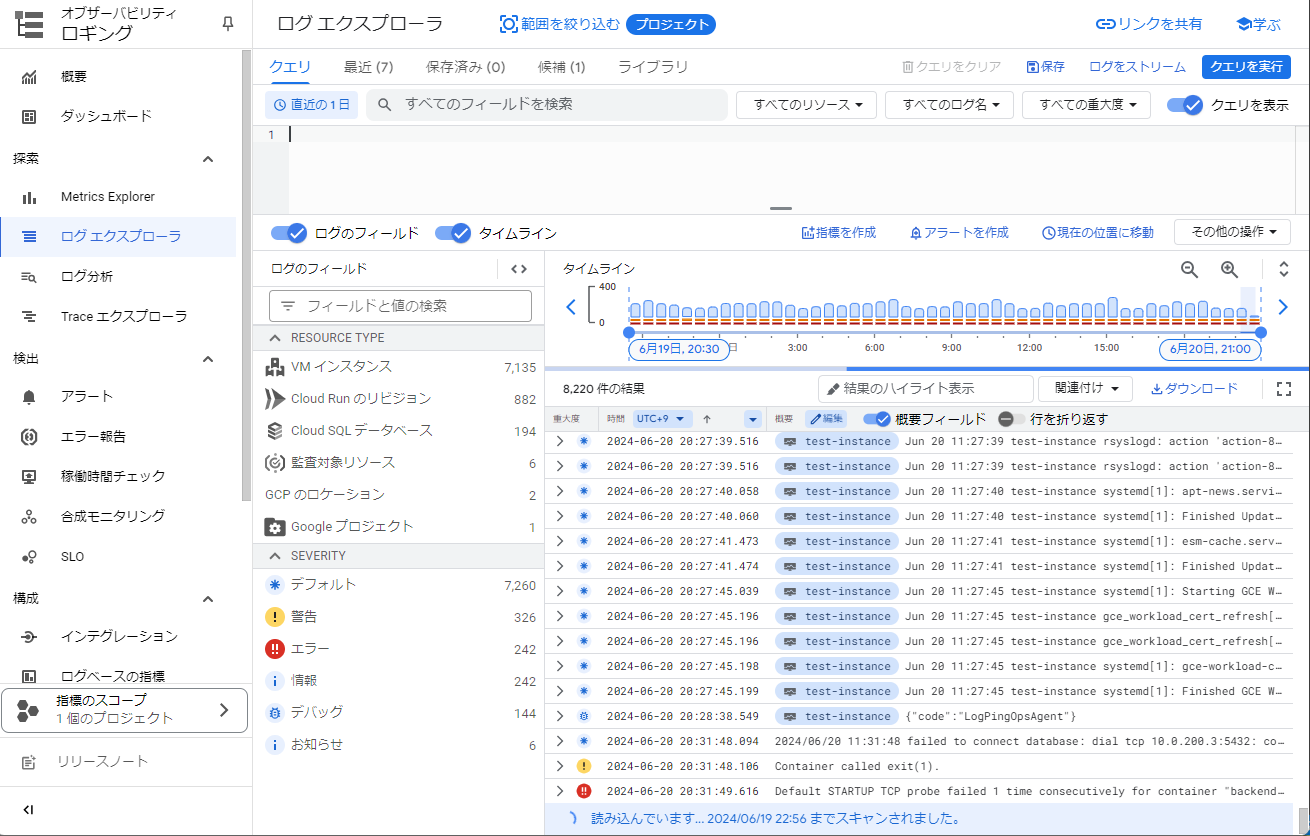 オブザーバビリティ
ロギング
概要
ダッシュボード
探索
Metrics Explorer
ログ エクスプローラ
ログ分析
Trace エクスプローラ
検出
アラート
エラー報告
稼働時間チェック
合成モニタリング
SLO
構成
インテグレーション
ログベースの指標
指標のスコープ
1 個のプロジェクト
リリースノート
ログ エクスプローラ
範囲を絞り込む プロジェクト
リンクを共有
学ぶ
クエリ 最近 (7) 保存済み (0) 候補 (1) ライブラリ
クエリをクリア 保存 ログをストリーム クエリを実行
直近の 1 日 すべてのフィールドを検索 すべてのリソース すべてのログ名 すべての重大度 クエリを表示
1
ログのフィールド タイムライン
指標を作成 アラートを作成 現在の位置に移動 その他の操作
ログのフィールド
フィールドと値の検索
RESOURCE TYPE
VM インスタンス 7,135
Cloud Run のリビジョン 882
Cloud SQL データベース 194
監査対象リソース 6
GCP のロケーション 2
Google プロジェクト 1
SEVERITY
デフォルト 7,260
警告 326
エラー 242
情報 242
デバッグ 144
お知らせ 6
タイムライン
400
0
6月19日, 20:30 3:00 6:00 9:00 12:00 15:00 6月20日, 21:00
8,220 件の結果 結果のハイライト表示 関連付け ダウンロード
重大度 時間 UTC+9 概要 編集 概要フィールド 行を折り返す
2024-06-20 20:27:39.516 test-instance Jun 20 11:27:39 test-instance rsyslogd: action 'action-8…
2024-06-20 20:27:39.516 test-instance Jun 20 11:27:39 test-instance rsyslogd: action 'action-8…
2024-06-20 20:27:40.058 test-instance Jun 20 11:27:40 test-instance systemd[1]: apt-news.servi…
2024-06-20 20:27:40.060 test-instance Jun 20 11:27:40 test-instance systemd[1]: Finished Updat…
2024-06-20 20:27:41.473 test-instance Jun 20 11:27:41 test-instance systemd[1]: esm-cache.serv…
2024-06-20 20:27:41.474 test-instance Jun 20 11:27:41 test-instance systemd[1]: Finished Updat…
2024-06-20 20:27:45.039 test-instance Jun 20 11:27:45 test-instance systemd[1]: Starting GCE W…
2024-06-20 20:27:45.196 test-instance Jun 20 11:27:45 test-instance gce_workload_cert_refresh[…
2024-06-20 20:27:45.196 test-instance Jun 20 11:27:45 test-instance gce_workload_cert_refresh[…
2024-06-20 20:27:45.198 test-instance Jun 20 11:27:45 test-instance systemd[1]: gce-workload-c…
2024-06-20 20:27:45.199 test-instance Jun 20 11:27:45 test-instance systemd[1]: Finished GCE W…
2024-06-20 20:28:38.549 test-instance {"code":"LogPingOpsAgent"}
2024-06-20 20:31:48.094 2024/06/20 11:31:48 failed to connect database: dial tcp 10.0.200.3:5432: co…
2024-06-20 20:31:48.106 Container called exit(1).
2024-06-20 20:31:49.616 Default STARTUP TCP probe failed 1 time consecutively for container "backend…
読み込んでいます... 2024/06/19 22:56 までスキャンされました。